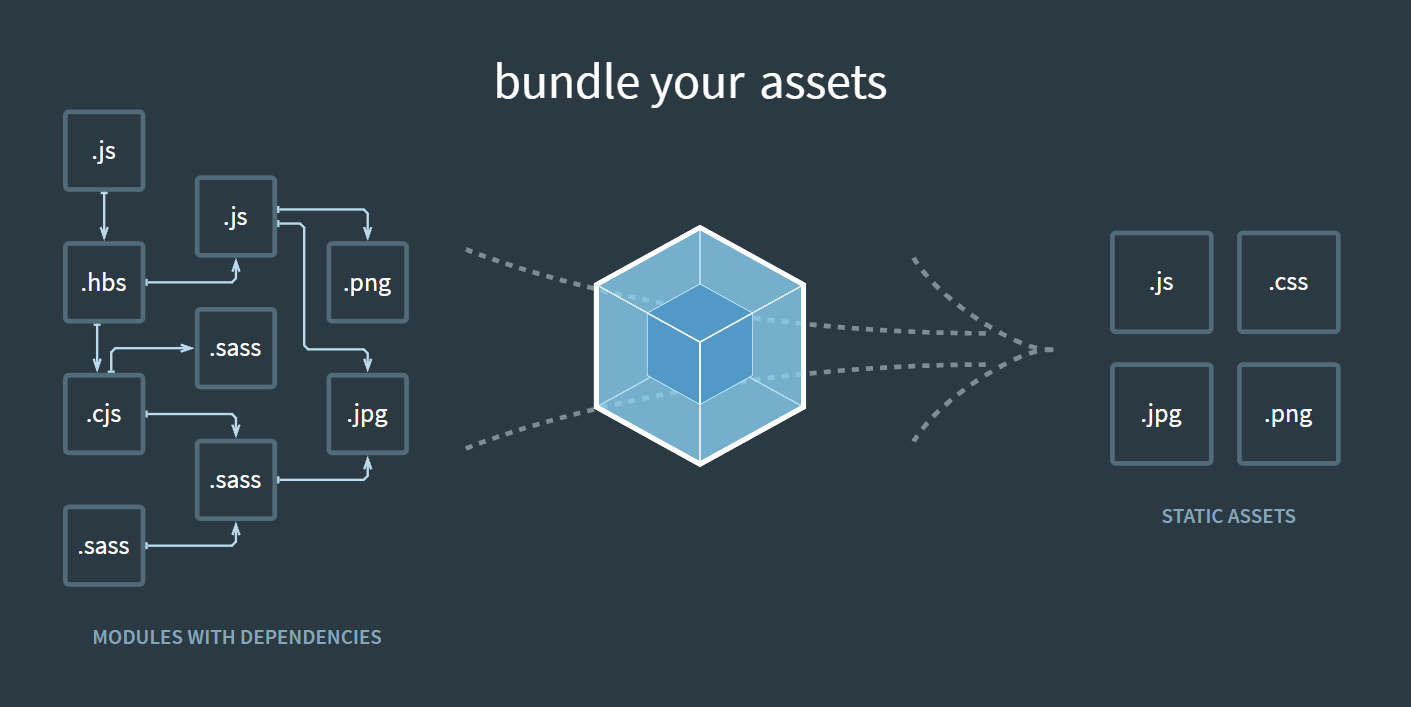 bundle your assets
.js
.js
.hbs
.png
.sass
.cjs
.jpg
.sass
.sass
MODULES WITH DEPENDENCIES
.js
.css
.jpg
.png
STATIC ASSETS